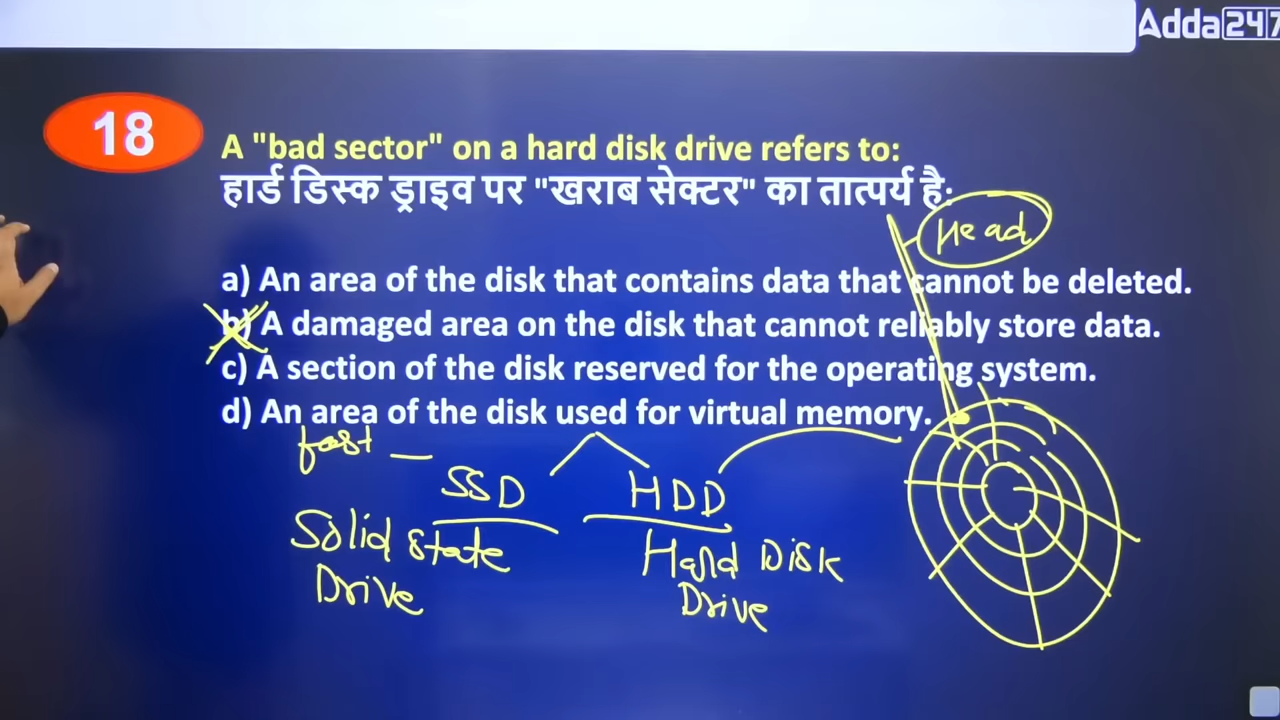 Adda247
18
A "bad sector" on a hard disk drive refers to:
हार्ड डिस्क ड्राइव पर "खराब सेक्टर" का तात्पर्य है:
Head
a) An area of the disk that contains data that cannot be deleted.
b) A damaged area on the disk that cannot reliably store data.
c) A section of the disk reserved for the operating system.
d) An area of the disk used for virtual memory.
fast
SSD HDD
Solid State Hard Disk
Drive Drive